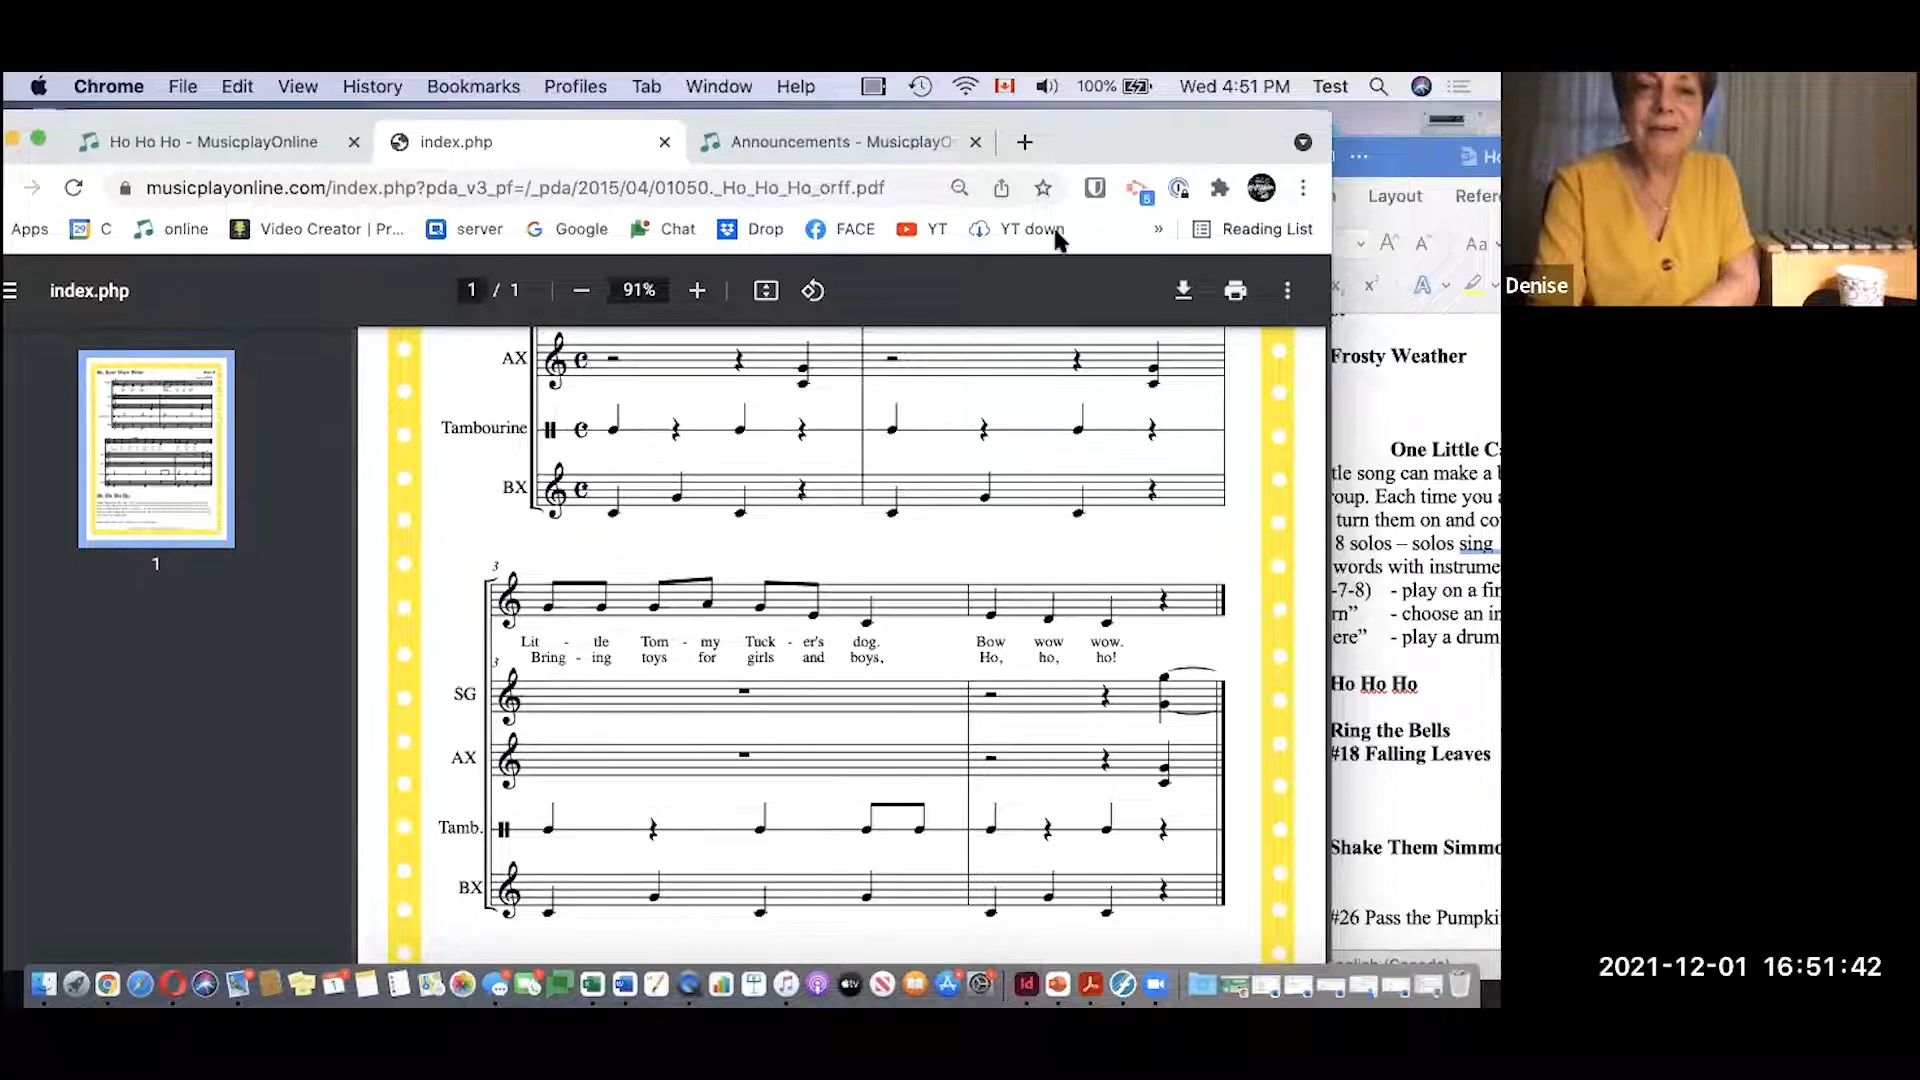 Chrome File Edit View History Bookmarks Profiles Tab Window Help 100% Wed 4:51 PM Test
Ho Ho Ho - MusicplayOnline index.php Announcements - MusicplayO
musicplayonline.com/index.php?pda_v3_pf=/_pda/2015/04/01050._Ho_Ho_Ho_orff.pdf 5
Apps 29 C online Video Creator | Pr... server Google Chat Drop FACE YT YT down » Reading List
index.php 1 / 1 91%
AX
Tambourine
BX
3
Lit - tle Tom - my Tuck - er's dog. Bow wow wow.
Bring - ing toys for girls and boys, Ho, ho, ho!
3
SG
AX
Tamb.
BX
1
Layout Refer
Aa
Frosty Weather
One Little C
tle song can make a
oup. Each time you
turn them on and co
8 solos – solos sing
words with instrume
-7-8) - play on a fin
rn” - choose an in
ere” - play a drum
Ho Ho Ho
Ring the Bells
#18 Falling Leaves
Shake Them Simmo
#26 Pass the Pumpki
Denise
2021-12-01 16:51:42